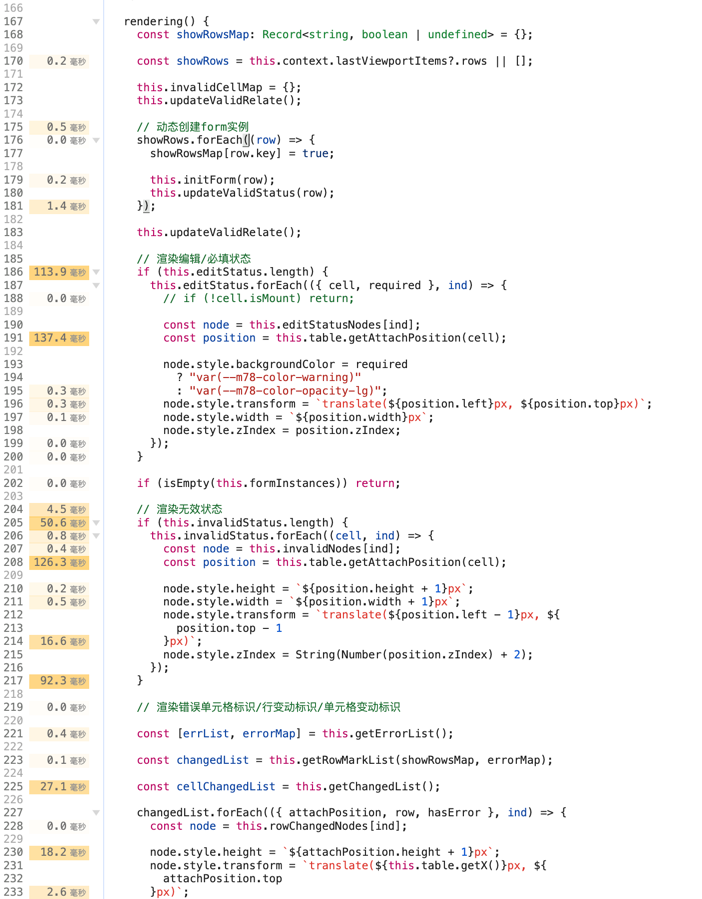 166
167 rendering() {
168 const showRowsMap: Record<string, boolean | undefined> = {};
169
170 0.2 毫秒 const showRows = this.context.lastViewportItems?.rows || [];
171
172 this.invalidCellMap = {};
173 this.updateValidRelate();
174
175 0.5 毫秒 // 动态创建form实例
176 0.0 毫秒 showRows.forEach((row) => {
177 showRowsMap[row.key] = true;
178
179 0.2 毫秒 this.initForm(row);
180 this.updateValidStatus(row);
181 1.4 毫秒 });
182
183 this.updateValidRelate();
184
185 // 渲染编辑/必填状态
186 113.9 毫秒 if (this.editStatus.length) {
187 this.editStatus.forEach(({ cell, required }, ind) => {
188 0.0 毫秒 // if (!cell.isMount) return;
189
190 const node = this.editStatusNodes[ind];
191 137.4 毫秒 const position = this.table.getAttachPosition(cell);
192
193 node.style.backgroundColor = required
194 ? "var(--m78-color-warning)"
195 0.3 毫秒 : "var(--m78-color-opacity-lg)";
196 0.3 毫秒 node.style.transform = `translate(${position.left}px, ${position.top}px)`;
197 0.1 毫秒 node.style.width = `${position.width}px`;
198 node.style.zIndex = position.zIndex;
199 0.0 毫秒 });
200 0.0 毫秒 }
201
202 0.0 毫秒 if (isEmpty(this.formInstances)) return;
203
204 4.5 毫秒 // 渲染无效状态
205 50.6 毫秒 if (this.invalidStatus.length) {
206 0.8 毫秒 this.invalidStatus.forEach((cell, ind) => {
207 0.4 毫秒 const node = this.invalidNodes[ind];
208 126.3 毫秒 const position = this.table.getAttachPosition(cell);
209
210 0.2 毫秒 node.style.height = `${position.height + 1}px`;
211 0.5 毫秒 node.style.width = `${position.width + 1}px`;
212 node.style.transform = `translate(${position.left - 1}px, ${
213 position.top - 1
214 16.6 毫秒 }px)`;
215 node.style.zIndex = String(Number(position.zIndex) + 2);
216 });
217 92.3 毫秒 }
218
219 0.0 毫秒 // 渲染错误单元格标识/行变动标识/单元格变动标识
220
221 0.4 毫秒 const [errList, errorMap] = this.getErrorList();
222
223 0.1 毫秒 const changedList = this.getRowMarkList(showRowsMap, errorMap);
224
225 27.1 毫秒 const cellChangedList = this.getChangedList();
226
227 changedList.forEach(({ attachPosition, row, hasError }, ind) => {
228 0.0 毫秒 const node = this.rowChangedNodes[ind];
229
230 18.2 毫秒 node.style.height = `${attachPosition.height + 1}px`;
231 node.style.transform = `translate(${this.table.getX()}px, ${
232 attachPosition.top
233 2.6 毫秒 }px)`;